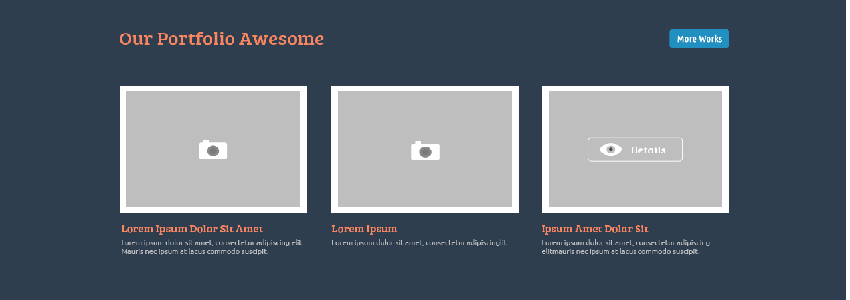 Our Portfolio Awesome
More Works
Details
Lorem Ipsum Dolor Sit Amet
Lorem ipsum dolor sit amet, consectetur adipiscing elit.
Mauris nec ipsum at lacus commodo suscipit.
Lorem Ipsum
Lorem ipsum dolor sit amet, consectetur adipiscingelit.
Ipsum Amet Dolor Sit
Lorem ipsum dolor sit amet, consectetur adipiscing
elitmauris nec ipsum at lacus commodo suscipit.